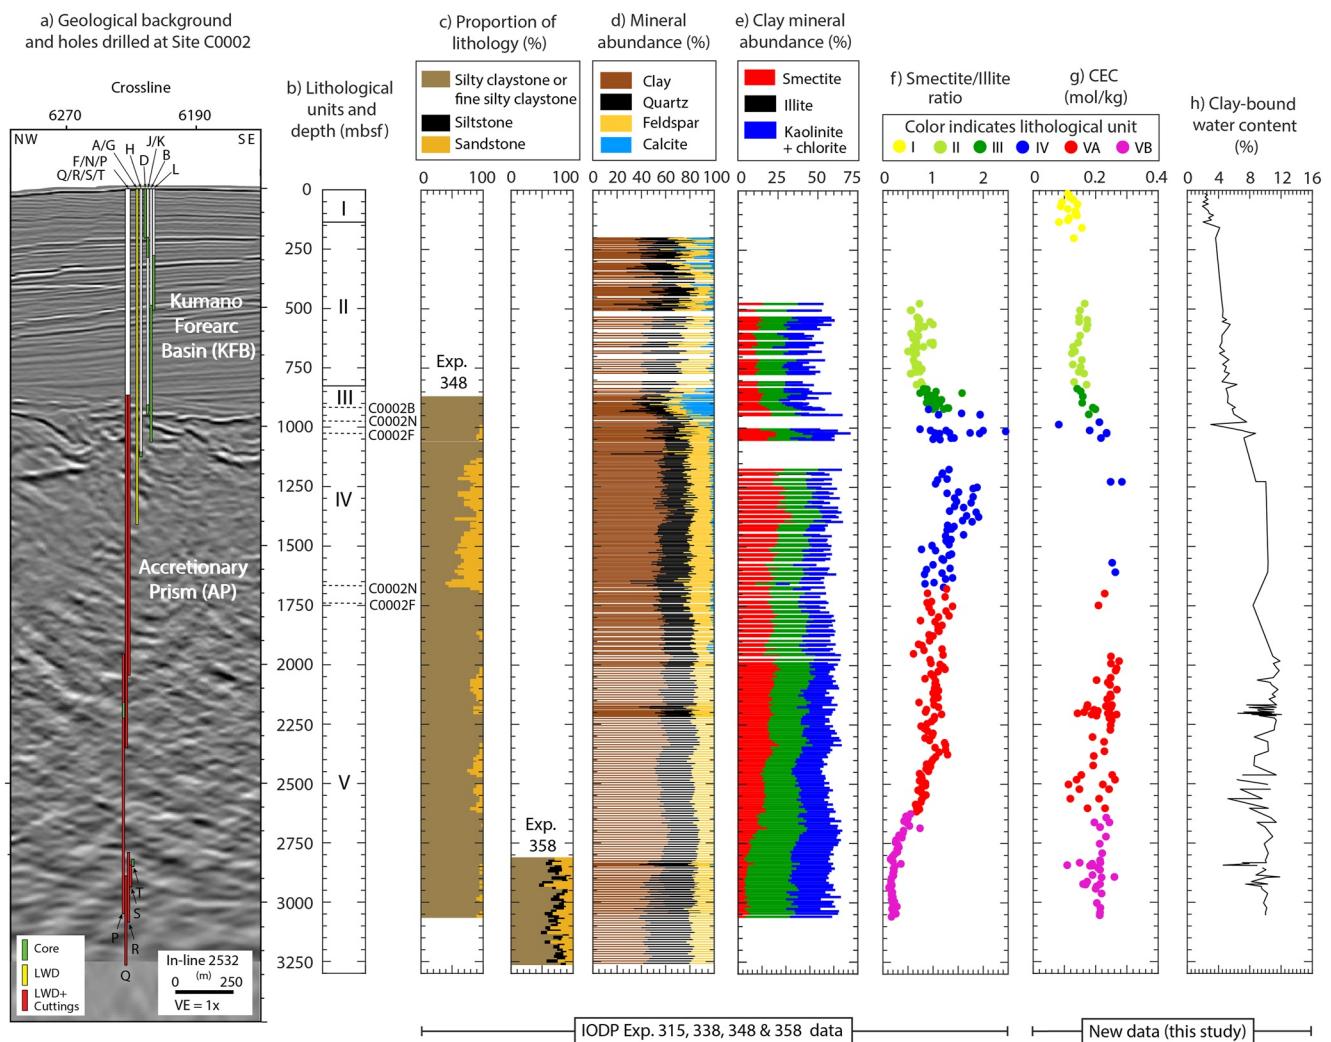 a) Geological background
and holes drilled at Site C0002
Crossline
6270 6190
NW SE
A/G H J/K
F/N/P D B
Q/R/S/T L
Kumano
Forearc
Basin (KFB)
Accretionary
Prism (AP)
T
S
P R
Q
Core
LWD
LWD+
Cuttings
In-line 2532
(m)
0 250
VE = 1x
b) Lithological
units and
depth (mbsf)
0
250
500
750
1000
1250
1500
1750
2000
2250
2500
2750
3000
3250
I
II
III
IV
V
C0002B
C0002N
C0002F
C0002N
C0002F
c) Proportion of
lithology (%)
Silty claystone or
fine silty claystone
Siltstone
Sandstone
0 100 0 100
Exp.
348
Exp.
358
d) Mineral
abundance (%)
Clay
Quartz
Feldspar
Calcite
0 20 40 60 80 100
e) Clay mineral
abundance (%)
Smectite
Illite
Kaolinite
+ chlorite
0 25 50 75
f) Smectite/Illite
ratio
g) CEC
(mol/kg)
Color indicates lithological unit
I II III IV VA VB
0 1 2
0 0.2 0.4
h) Clay-bound
water content
(%)
0 4 8 12 16
IODP Exp. 315, 338, 348 & 358 data
New data (this study)